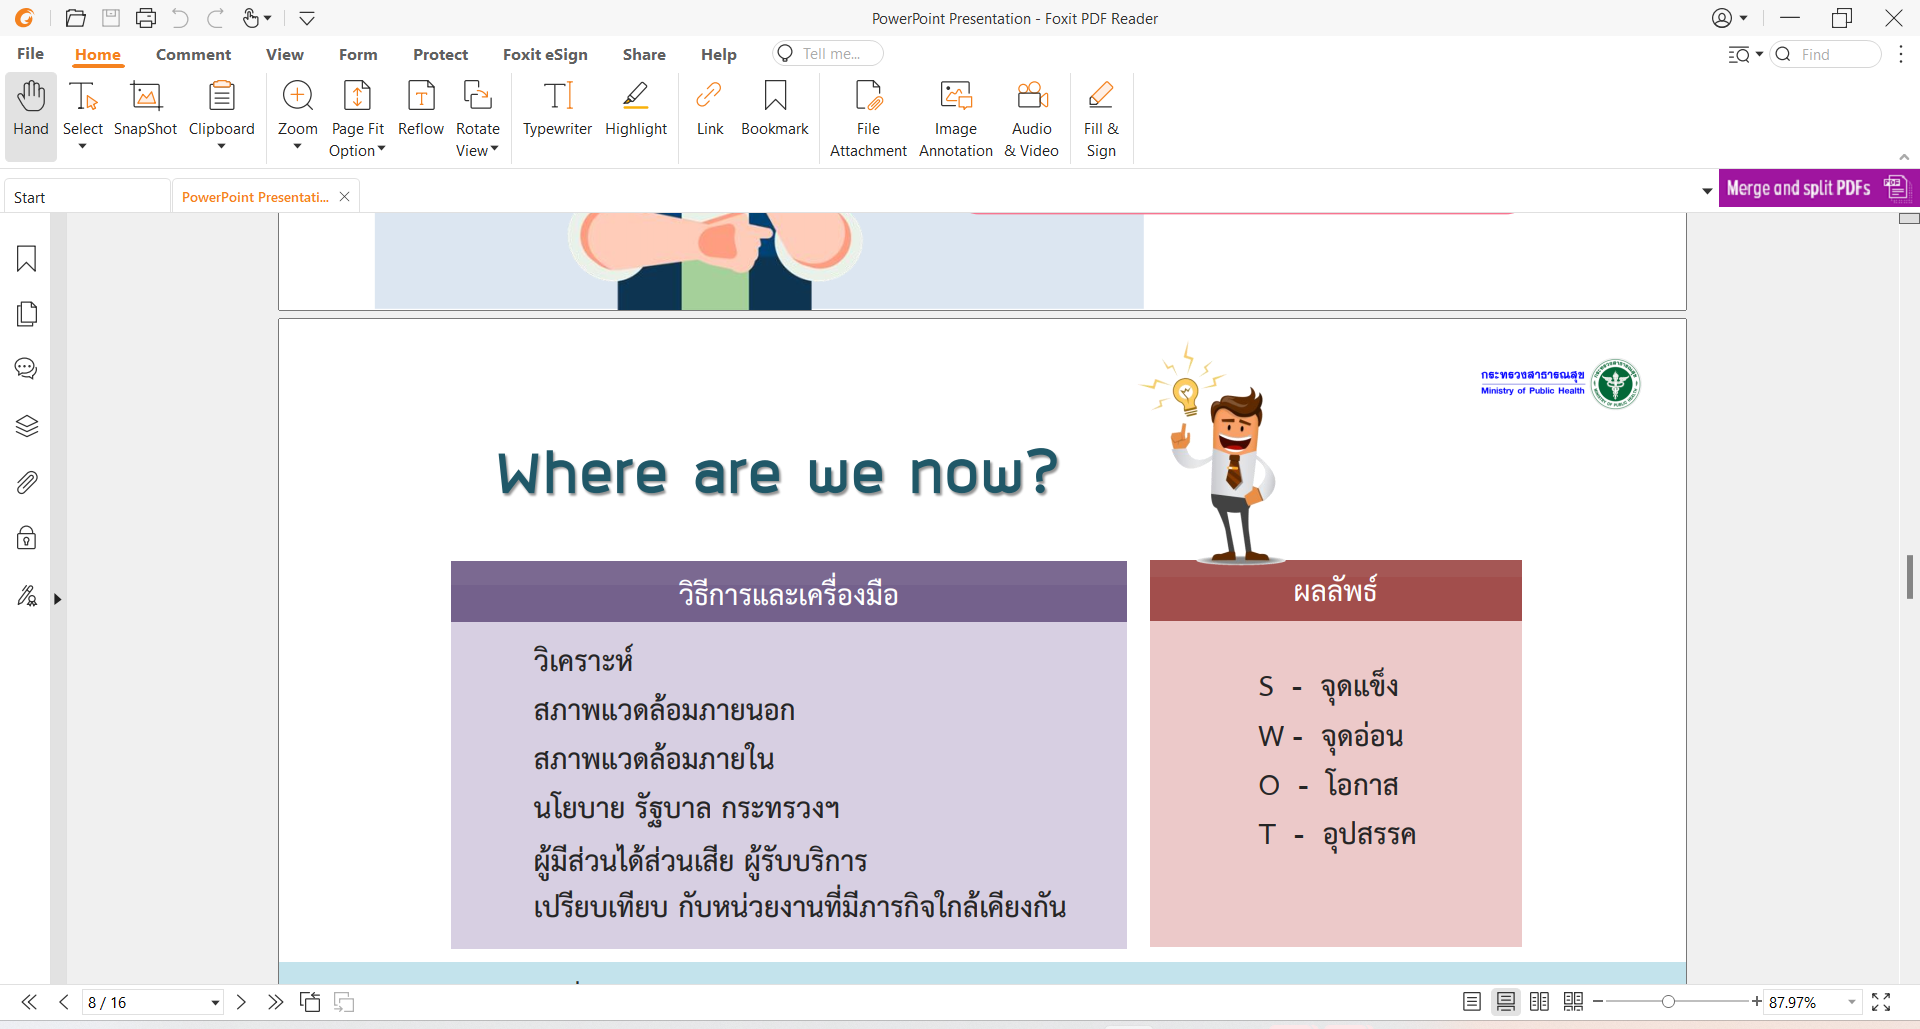 PowerPoint Presentation - Foxit PDF Reader
File Home Comment View Form Protect Foxit eSign Share Help Tell me... Find
Hand Select SnapShot Clipboard Zoom Page Fit Option Reflow Rotate View Typewriter Highlight Link Bookmark File Attachment Image Annotation Audio & Video Fill & Sign
Start PowerPoint Presentati... Merge and split PDFs
กระทรวงสาธารณสุข
Ministry of Public Health
Where are we now?
วิธีการและเครื่องมือ
วิเคราะห์
สภาพแวดล้อมภายนอก
สภาพแวดล้อมภายใน
นโยบาย รัฐบาล กระทรวงฯ
ผู้มีส่วนได้ส่วนเสีย ผู้รับบริการ
เปรียบเทียบ กับหน่วยงานที่มีภารกิจใกล้เคียงกัน
ผลลัพธ์
S - จุดแข็ง
W - จุดอ่อน
O - โอกาส
T - อุปสรรค
8 / 16 87.97%